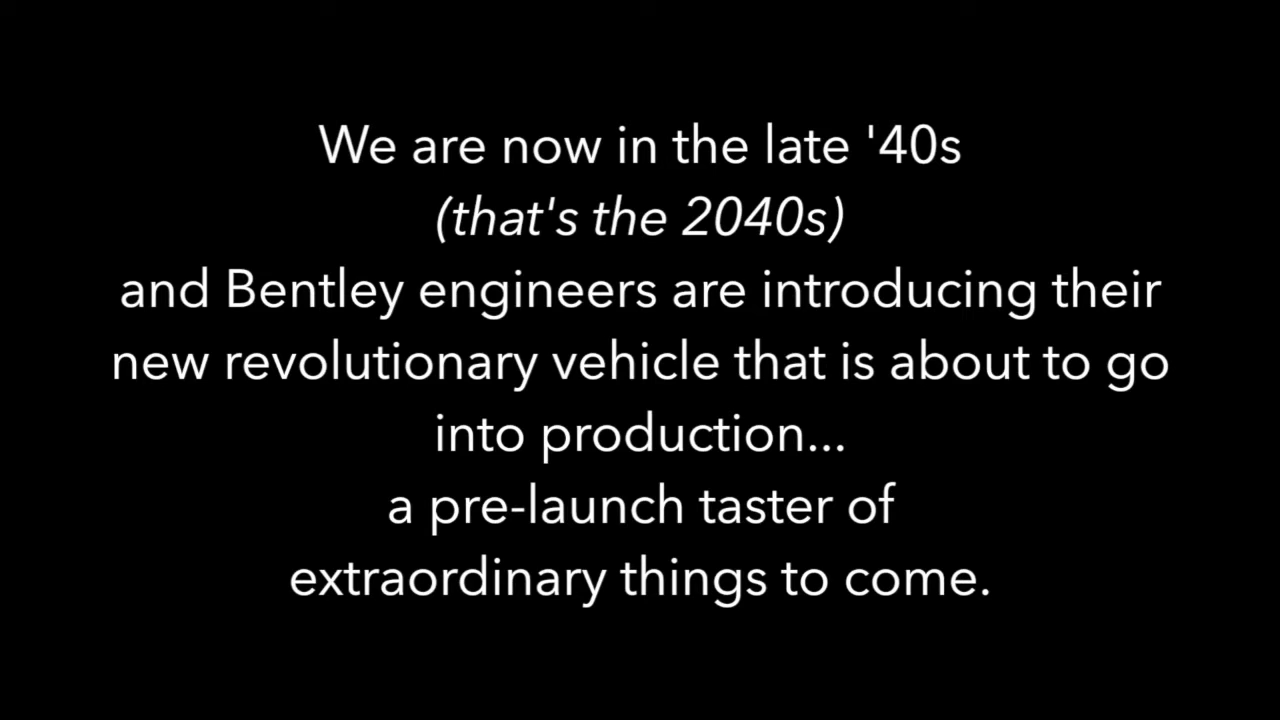 We are now in the late '40s
(that's the 2040s)
and Bentley engineers are introducing their
new revolutionary vehicle that is about to go
into production...
a pre-launch taster of
extraordinary things to come.